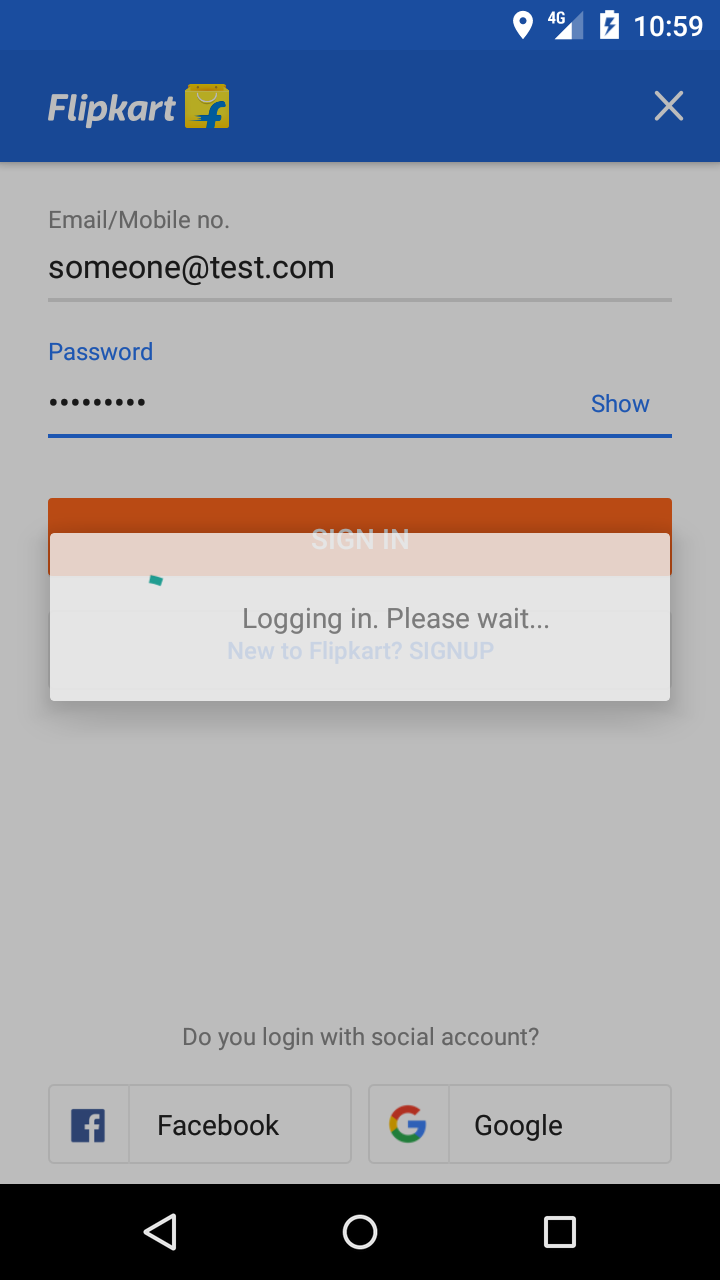 4G 10:59
Flipkart
Email/Mobile no.
someone@test.com
Password
••••••••• Show
SIGN IN
Logging in. Please wait...
New to Flipkart? SIGNUP
Do you login with social account?
Facebook Google